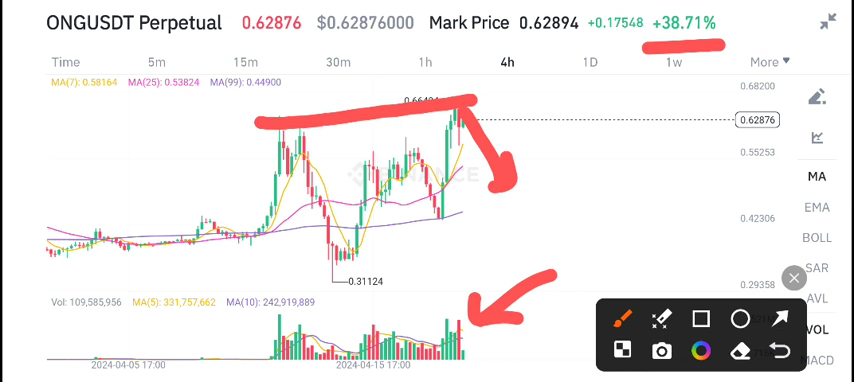 ONGUSDT Perpetual 0.62876 $0.62876000 Mark Price 0.62894 +0.17548 +38.71%
Time 5m 15m 30m 1h 4h 1D 1w More
MA(7): 0.58164 MA(25): 0.53824 MA(99): 0.44900
0.68200
0.62876
0.55253
BINANCE
MA
EMA
0.42306
BOLL
SAR
0.31124
0.29358
AVL
Vol: 109,585,956 MA(5): 331,757,662 MA(10): 242,919,889
VOL
MACD
2024-04-05 17:00 2024-04-15 17:00